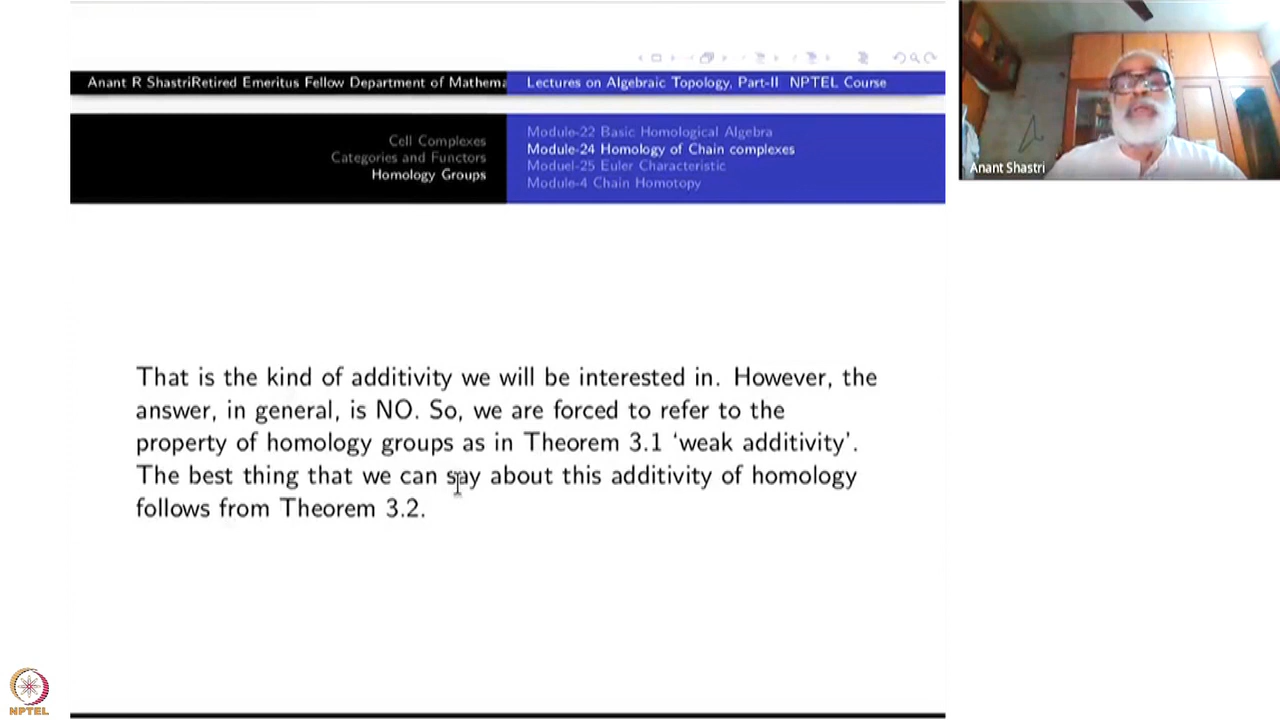 Anant R ShastriRetired Emeritus Fellow Department of Mathema
Lectures on Algebraic Topology, Part-II NPTEL Course
Cell Complexes
Categories and Functors
Homology Groups
Module-22 Basic Homological Algebra
Module-24 Homology of Chain complexes
Moduel-25 Euler Characteristic
Module-4 Chain Homotopy
That is the kind of additivity we will be interested in. However, the
answer, in general, is NO. So, we are forced to refer to the
property of homology groups as in Theorem 3.1 ‘weak additivity’.
The best thing that we can say about this additivity of homology
follows from Theorem 3.2.
Anant Shastri
NPTEL